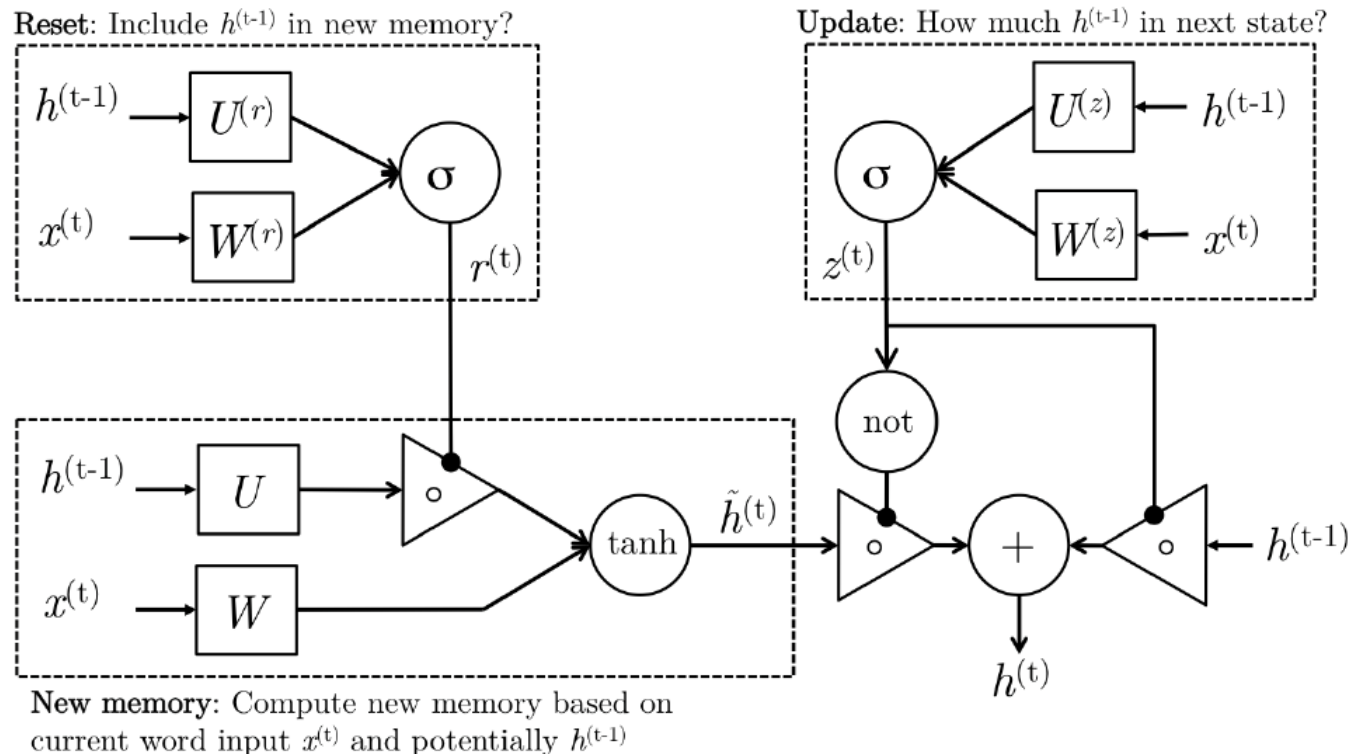 Reset: Include h^(t-1) in new memory?
Update: How much h^(t-1) in next state?
h^(t-1)
U^(r)
σ
x^(t)
W^(r)
r^(t)
σ
U^(z)
h^(t-1)
W^(z)
x^(t)
z^(t)
not
h^(t-1)
U
∘
tanh
h̃^(t)
x^(t)
W
∘
+
∘
h^(t-1)
h^(t)
New memory: Compute new memory based on
current word input x^(t) and potentially h^(t-1)